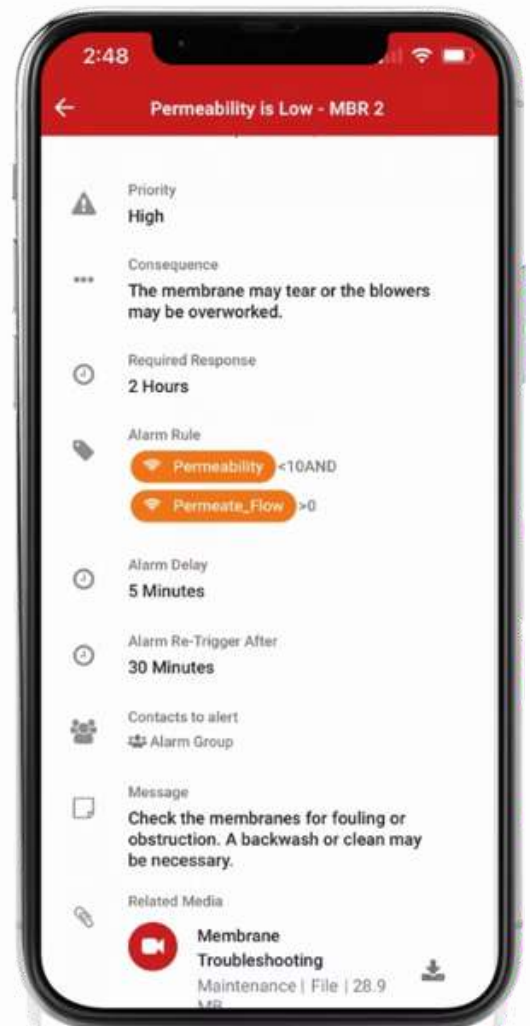 2:48
Permeability is Low - MBR 2
Priority
High
Consequence
The membrane may tear or the blowers
may be overworked.
Required Response
2 Hours
Alarm Rule
Permeability <10AND
Permeate_Flow >0
Alarm Delay
5 Minutes
Alarm Re-Trigger After
30 Minutes
Contacts to alert
Alarm Group
Message
Check the membranes for fouling or
obstruction. A backwash or clean may
be necessary.
Related Media
Membrane
Troubleshooting
Maintenance | File | 28.9
MB